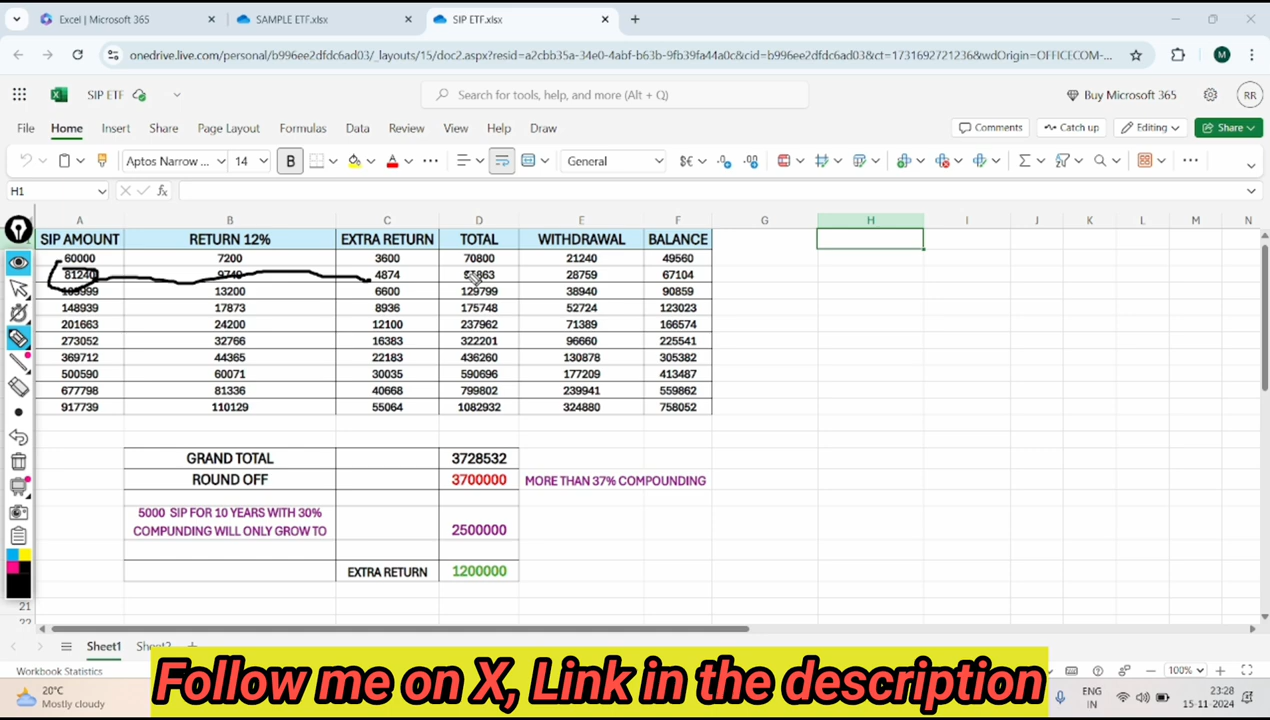 Excel | Microsoft 365
SAMPLE ETF.xlsx
SIP ETF.xlsx
onedrive.live.com/personal/b996ee2dfdc6ad03/_layouts/15/doc2.aspx?resid=a2cbb35a-34e0-4abf-b63b-9fb39fa44a0c&cid=b996ee2dfdc6ad03&ct=1731692721236&wdOrigin=OFFICECOM-...
M
SIP ETF
Search for tools, help, and more (Alt + Q)
Buy Microsoft 365
RR
File Home Insert Share Page Layout Formulas Data Review View Help Draw
Comments Catch up Editing Share
Aptos Narrow ... 14 B General
H1 fx
A B C D E F G H I J K L M N
SIP AMOUNT RETURN 12% EXTRA RETURN TOTAL WITHDRAWAL BALANCE
60000 7200 3600 70800 21240 49560
81240 4874 28759 67104
13200 6600 129799 38940 90859
148939 17873 8936 175748 52724 123023
201663 24200 12100 237962 71389 166574
273052 32766 16383 322201 96660 225541
369712 44365 22183 436260 130878 305382
500590 60071 30035 590696 177209 413487
677798 81336 40668 799802 239941 559862
917739 110129 55064 1082932 324880 758052
GRAND TOTAL 3728532
ROUND OFF 3700000 MORE THAN 37% COMPOUNDING
5000 SIP FOR 10 YEARS WITH 30%
COMPUNDING WILL ONLY GROW TO 2500000
EXTRA RETURN 1200000
21
Sheet1
Workbook Statistics
100%
Follow me on X, Link in the description
20°C
Mostly cloudy
ENG
IN
23:28
15-11-2024